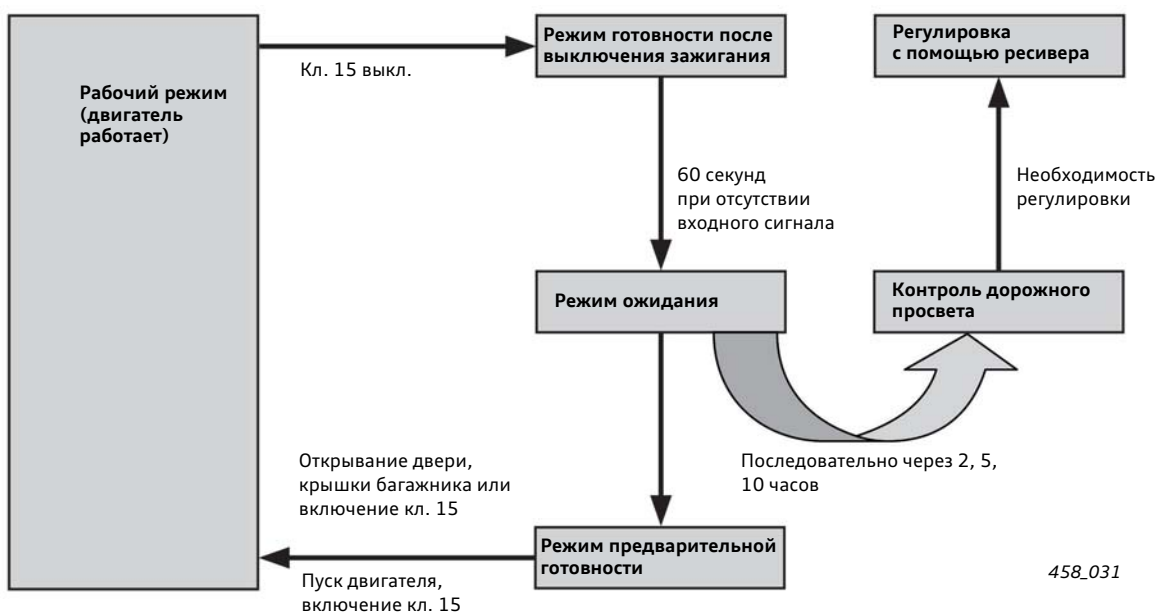 Рабочий режим
(двигатель
работает)
Кл. 15 выкл.
Режим готовности после
выключения зажигания
Регулировка
с помощью ресивера
60 секунд
при отсутствии
входного сигнала
Необходимость
регулировки
Режим ожидания
Контроль дорожного
просвета
Последовательно через 2, 5,
10 часов
Открывание двери,
крышки багажника или
включение кл. 15
Режим предварительной
готовности
Пуск двигателя,
включение кл. 15
458_031